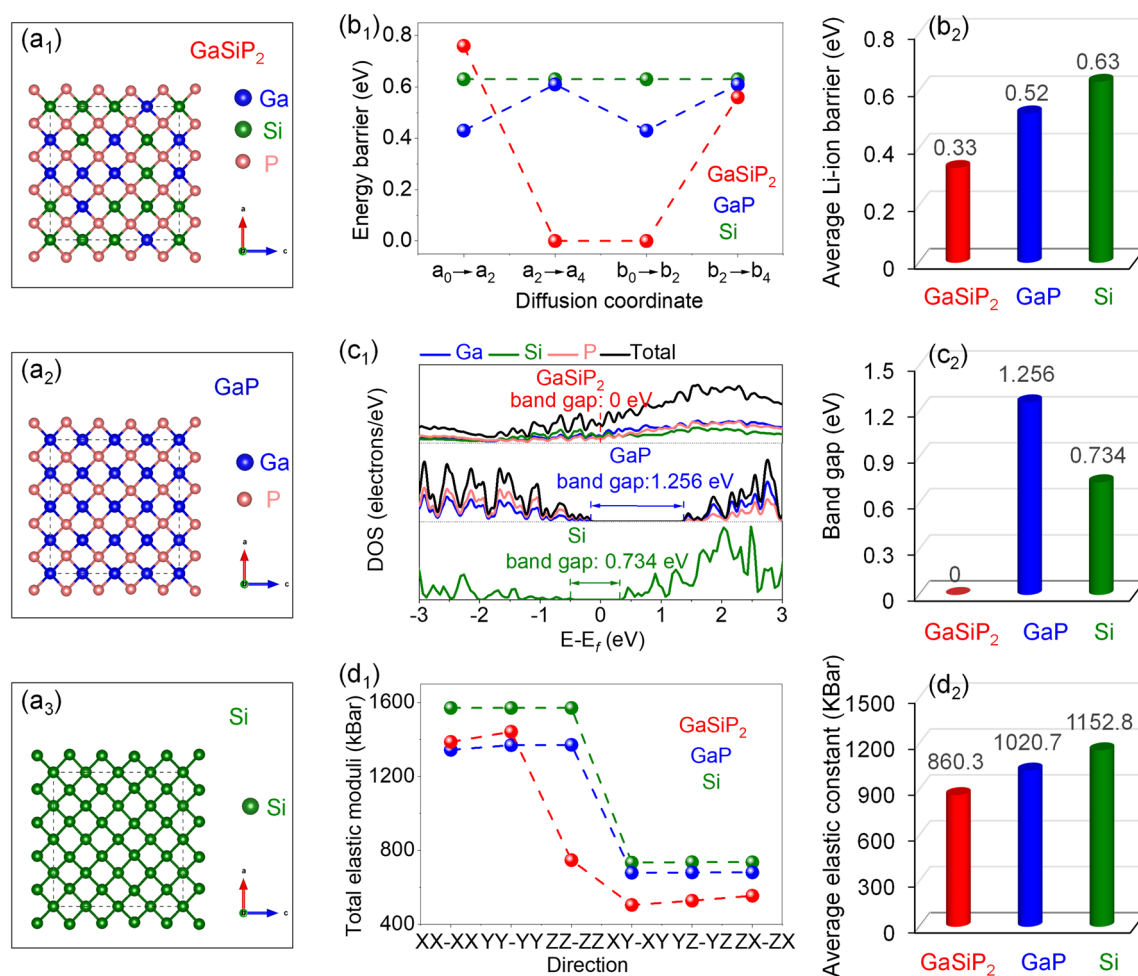 (a₁)
GaSiP₂
Ga
Si
P
a
c
(b₁)
Energy barrier (eV)
0.8
0.6
0.4
0.2
0.0
GaSiP₂
GaP
Si
a₀→a₂ a₂→a₄ b₀→b₂ b₂→b₄
Diffusion coordinate
(b₂)
Average Li-ion barrier (eV)
0.8
0.6
0.4
0.2
0
0.33
0.52
0.63
GaSiP₂ GaP Si
(a₂)
GaP
Ga
P
a
c
(c₁)
Ga Si P Total
DOS (electrons/eV)
GaSiP₂
band gap: 0 eV
GaP
band gap:1.256 eV
Si
band gap: 0.734 eV
-3 -2 -1 0 1 2 3
E-E_f (eV)
(c₂)
Band gap (eV)
1.5
1.2
0.9
0.6
0.3
0
0
1.256
0.734
GaSiP₂ GaP Si
(a₃)
Si
Si
a
c
(d₁)
Total elastic moduli (kBar)
1600
1200
800
400
GaSiP₂
GaP
Si
XX-XX YY-YY ZZ-ZZ XY-XY YZ-YZ ZX-ZX
Direction
(d₂)
Average elastic constant (KBar)
1500
1200
900
600
300
0
860.3
1020.7
1152.8
GaSiP₂ GaP Si